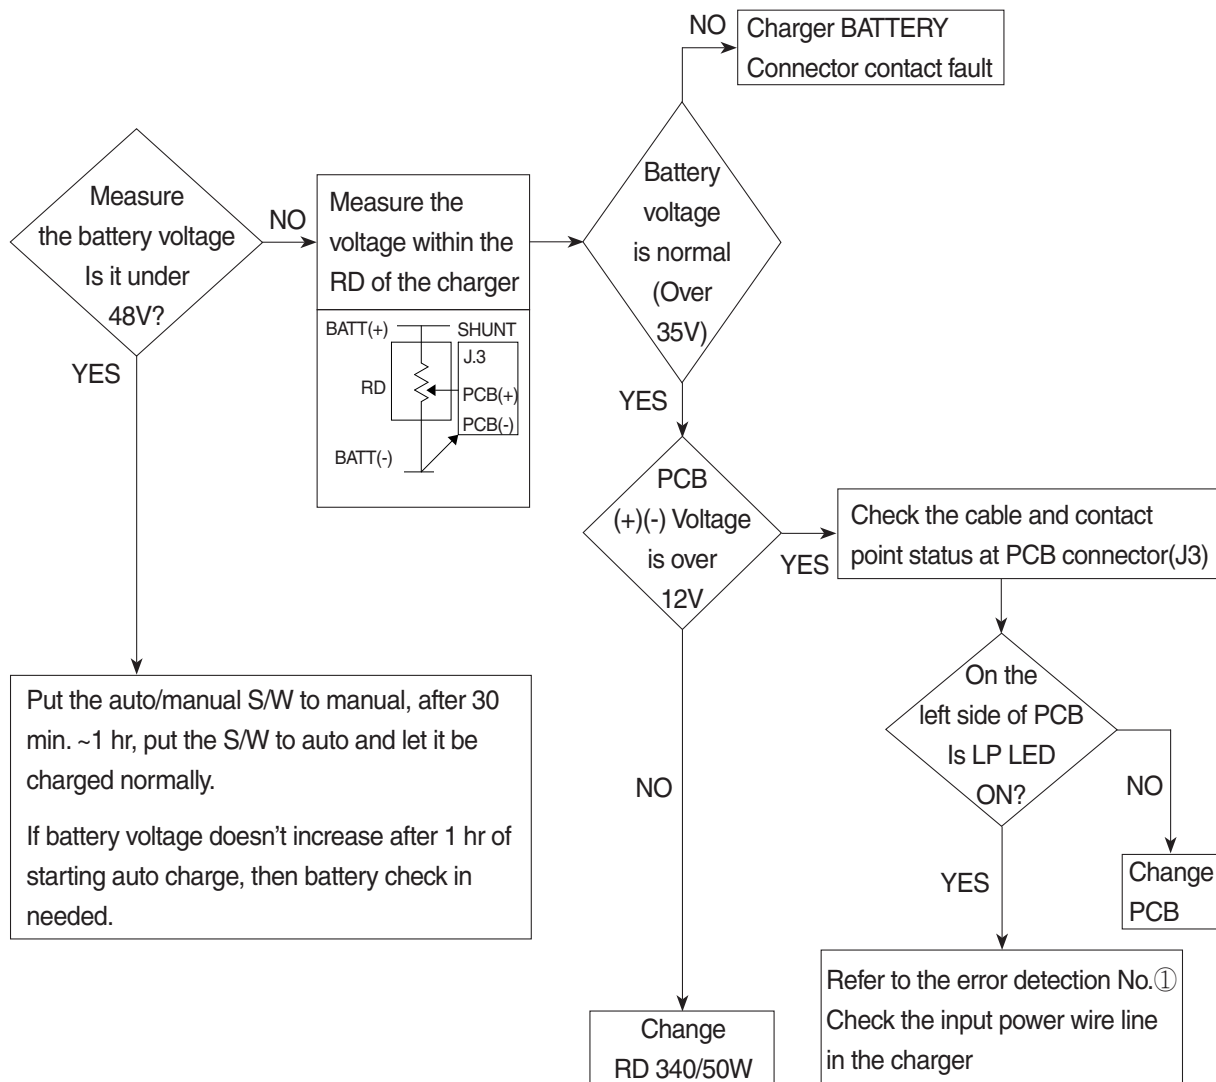 NO
Charger BATTERY
Connector contact fault
Measure
the battery voltage
Is it under
48V?
NO
YES
Measure the
voltage within the
RD of the charger
BATT(+)
SHUNT
J.3
RD
PCB(+)
PCB(-)
BATT(-)
Battery
voltage
is normal
(Over
35V)
YES
PCB
(+)(-) Voltage
is over
12V
YES
Check the cable and contact
point status at PCB connector(J3)
On the
left side of PCB
Is LP LED
ON?
NO
NO
YES
Change
PCB
Put the auto/manual S/W to manual, after 30
min. ~1 hr, put the S/W to auto and let it be
charged normally.
If battery voltage doesn't increase after 1 hr of
starting auto charge, then battery check in
needed.
Change
RD 340/50W
Refer to the error detection No.①
Check the input power wire line
in the charger